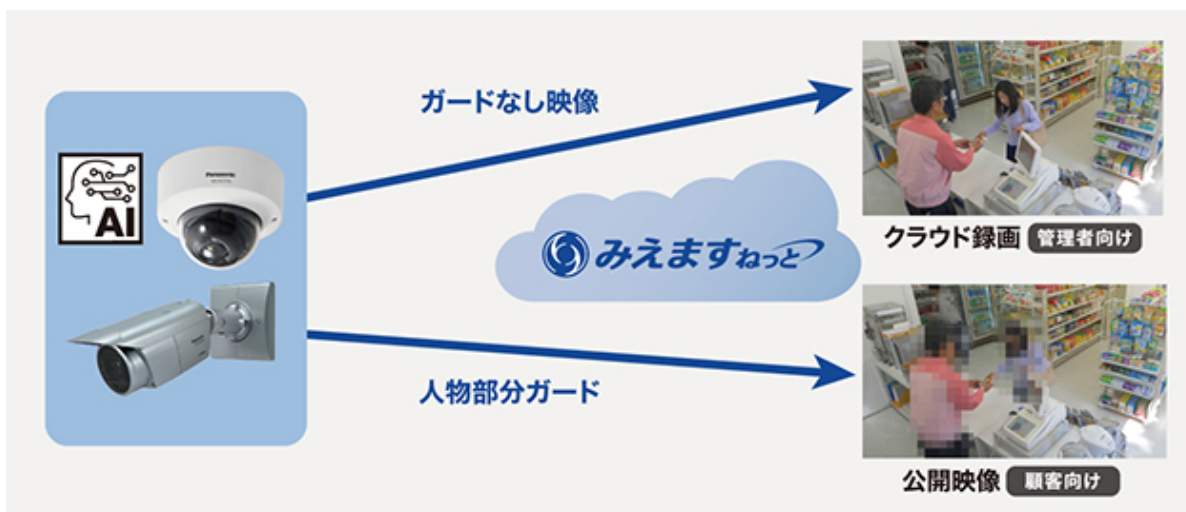 ガードなし映像
AI
Panasonic
みえますねっと
クラウド録画 管理者向け
人物部分ガード
公開映像 顧客向け